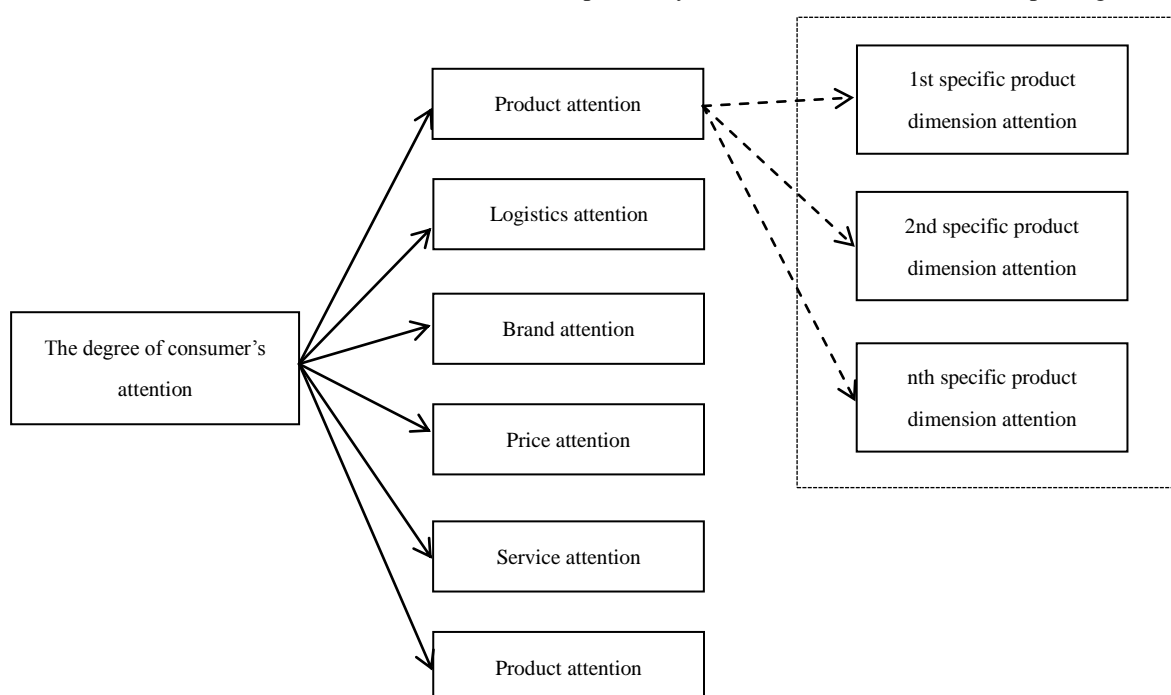 Product attention
1st specific product
dimension attention
Logistics attention
2nd specific product
dimension attention
Brand attention
The degree of consumer’s
attention
nth specific product
dimension attention
Price attention
Service attention
Product attention